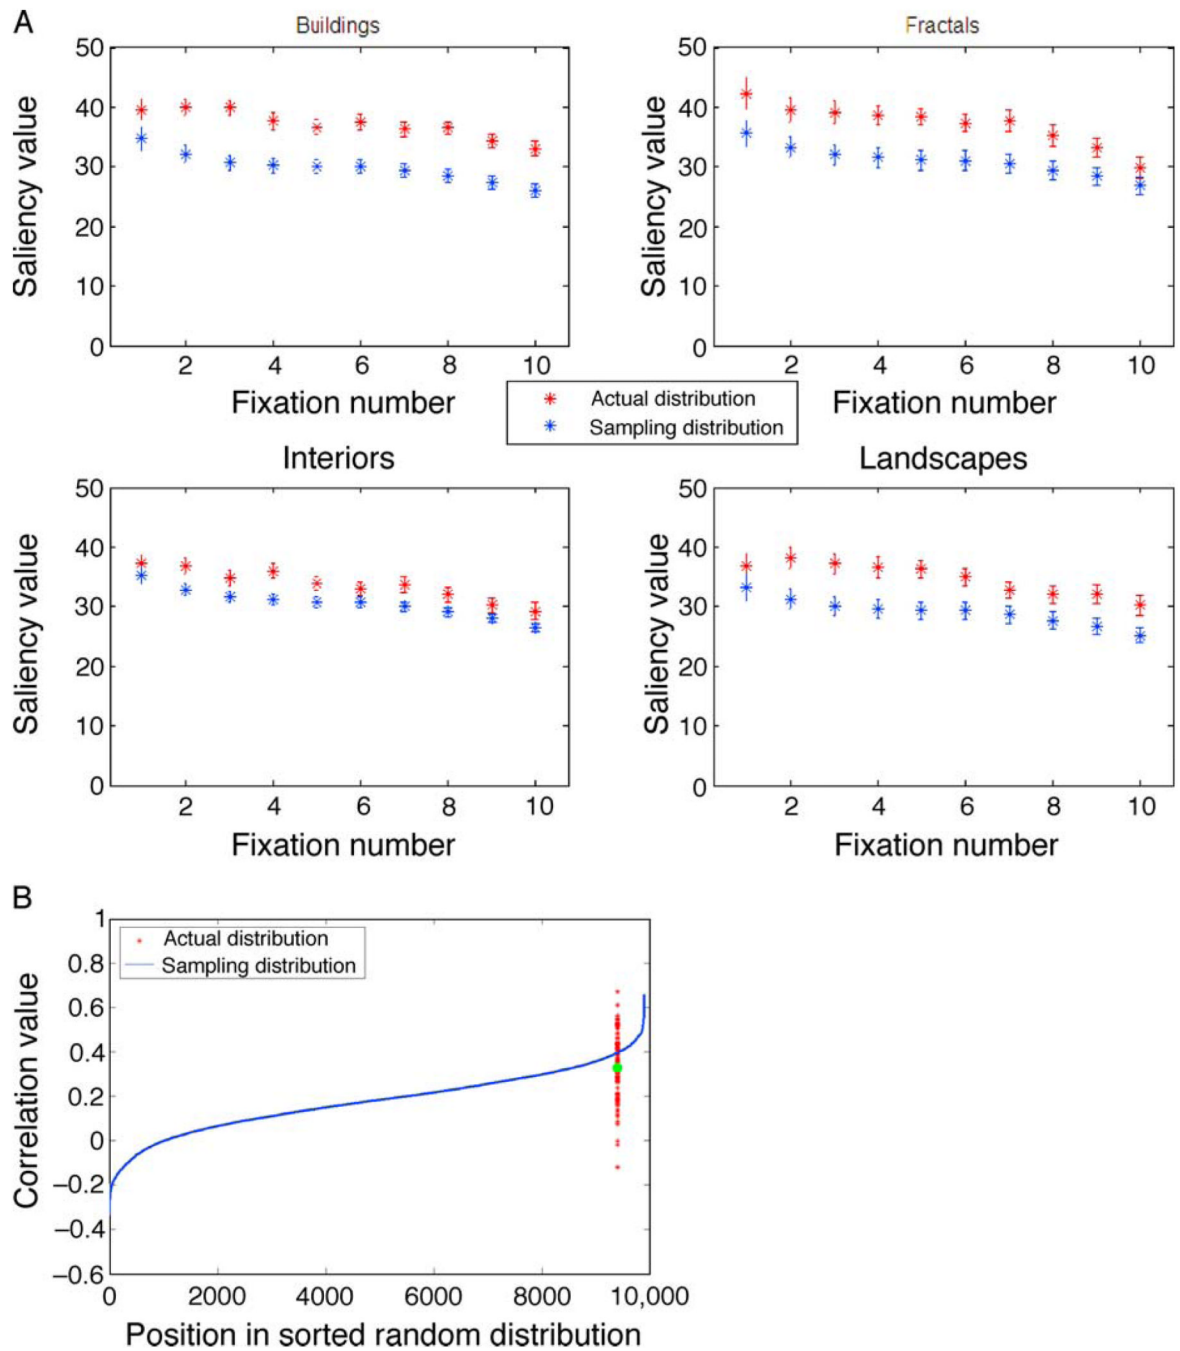 A
Buildings
Fractals
50
40
30
20
10
0
Saliency value
2 4 6 8 10
Fixation number
50
40
30
20
10
0
Saliency value
2 4 6 8 10
Fixation number
Actual distribution
Sampling distribution
Interiors
Landscapes
50
40
30
20
10
0
Saliency value
2 4 6 8 10
Fixation number
50
40
30
20
10
0
Saliency value
2 4 6 8 10
Fixation number
B
1
0.8
0.6
0.4
0.2
0
−0.2
−0.4
−0.6
Correlation value
Actual distribution
Sampling distribution
0 2000 4000 6000 8000 10,000
Position in sorted random distribution